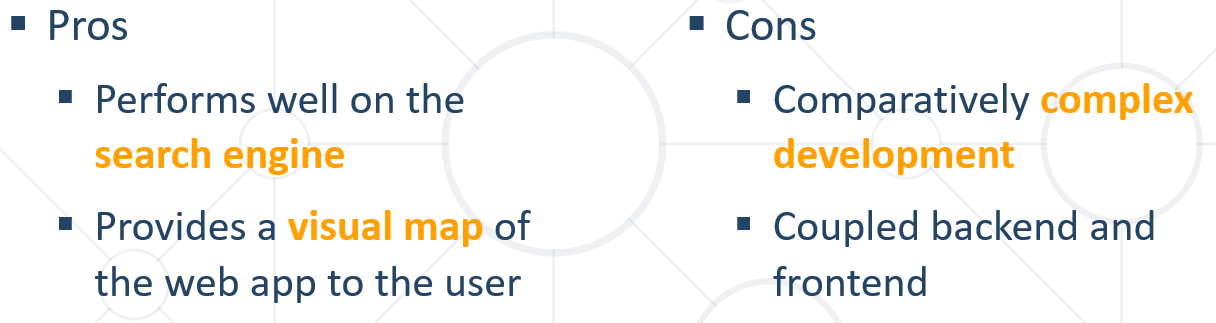 ▪ Pros
▪ Performs well on the
search engine
▪ Provides a visual map of
the web app to the user
▪ Cons
▪ Comparatively complex
development
▪ Coupled backend and
frontend